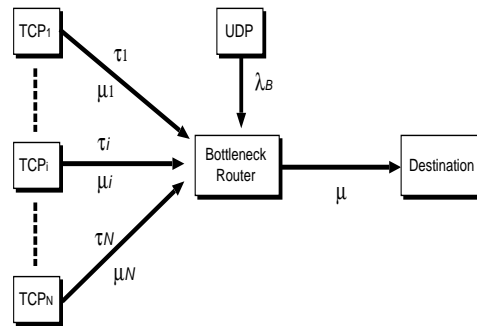 TCP1
UDP
τ1
μ1
λB
TCPi
τi
μi
Bottleneck
Router
μ
Destination
τN
μN
TCPN